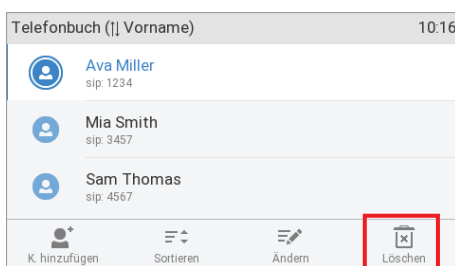 Telefonbuch (↑↓ Vorname) 10:16
Ava Miller
sip: 1234
Mia Smith
sip: 3457
Sam Thomas
sip: 4567
K. hinzufügen Sortieren Ändern Löschen